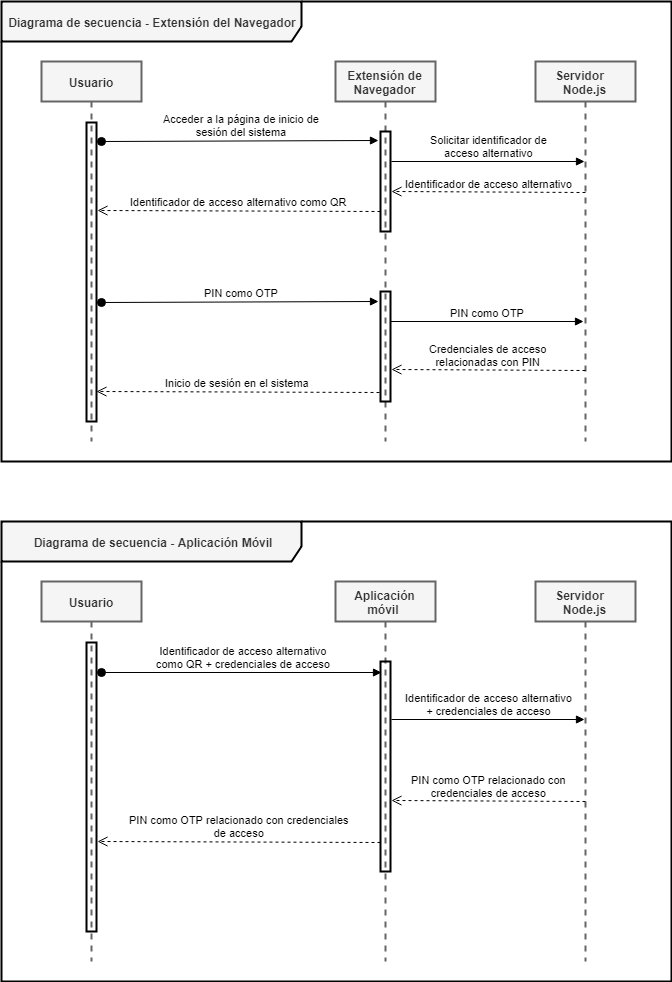 Diagrama de secuencia - Extensión del Navegador
Usuario
Extensión de
Navegador
Servidor
Node.js
Acceder a la página de inicio de
sesión del sistema
Solicitar identificador de
acceso alternativo
Identificador de acceso alternativo
Identificador de acceso alternativo como QR
PIN como OTP
PIN como OTP
Credenciales de acceso
relacionadas con PIN
Inicio de sesión en el sistema
Diagrama de secuencia - Aplicación Móvil
Usuario
Aplicación
móvil
Servidor
Node.js
Identificador de acceso alternativo
como QR + credenciales de acceso
Identificador de acceso alternativo
+ credenciales de acceso
PIN como OTP relacionado con
credenciales de acceso
PIN como OTP relacionado con credenciales
de acceso